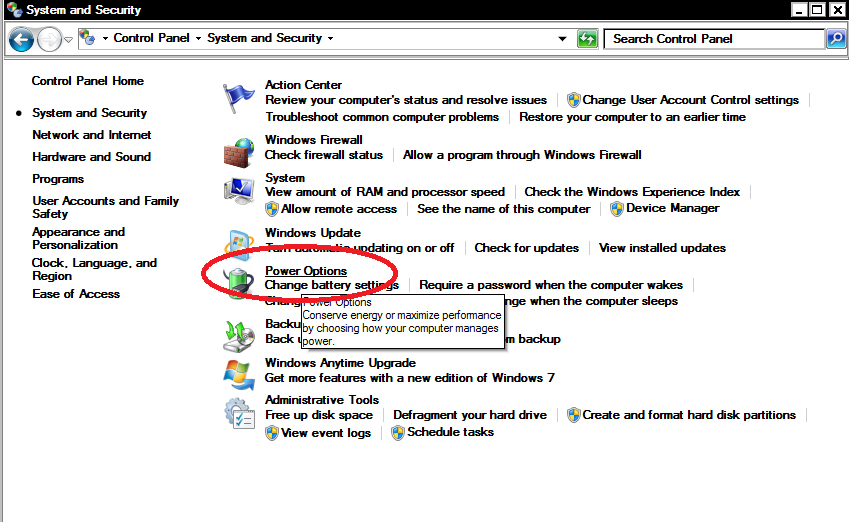 System and Security
Control Panel System and Security Search Control Panel
Control Panel Home
System and Security
Network and Internet
Hardware and Sound
Programs
User Accounts and Family
Safety
Appearance and
Personalization
Clock, Language, and
Region
Ease of Access
Action Center
Review your computer's status and resolve issues Change User Account Control settings
Troubleshoot common computer problems Restore your computer to an earlier time
Windows Firewall
Check firewall status Allow a program through Windows Firewall
System
View amount of RAM and processor speed Check the Windows Experience Index
Allow remote access See the name of this computer Device Manager
Windows Update
Turn automatic updating on or off Check for updates View installed updates
Power Options
Change battery settings Require a password when the computer wakes
when the computer sleeps
Power Options
Conserve energy or maximize performance
by choosing how your computer manages
power.
Back backup
Windows Anytime Upgrade
Get more features with a new edition of Windows 7
Administrative Tools
Free up disk space Defragment your hard drive Create and format hard disk partitions
View event logs Schedule tasks